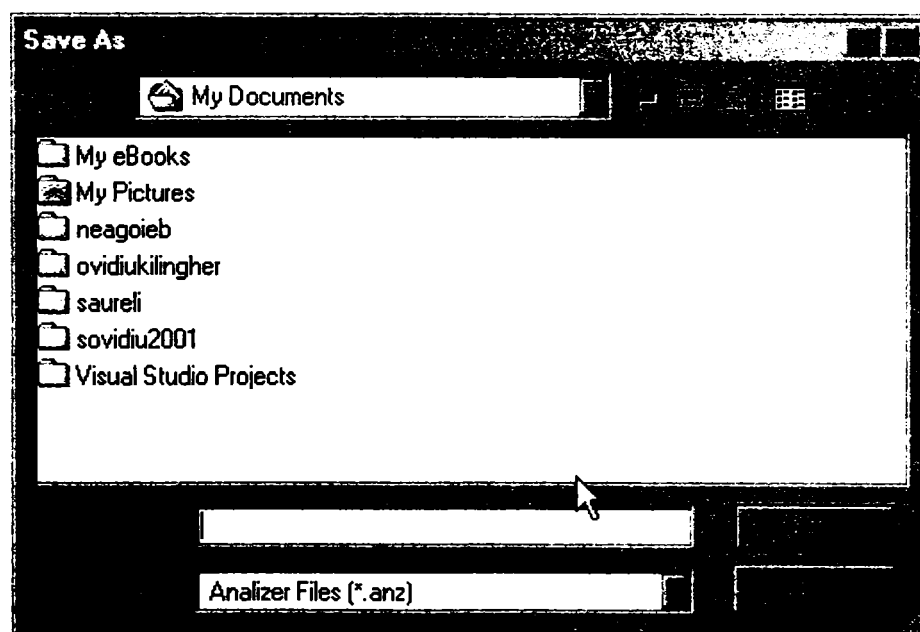 Save As
My Documents
My eBooks
My Pictures
neagoieb
ovidiukilingher
saureli
sovidiu2001
Visual Studio Projects
Analizer Files (*.anz)